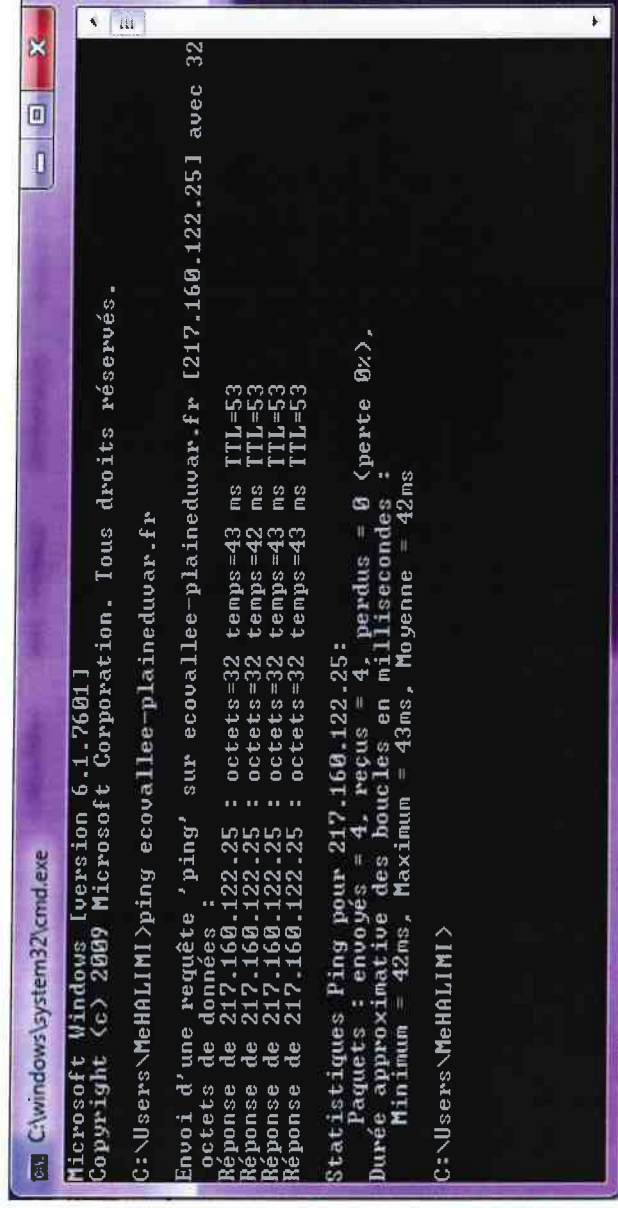 C:\windows\system32\cmd.exe
Microsoft Windows [version 6.1.7601]
Copyright (c) 2009 Microsoft Corporation. Tous droits réservés.
C:\Users\MeHALIMI>ping ecovallee-plaineduvar.fr
Envoi d'une requête 'ping' sur ecovallee-plaineduvar.fr [217.160.122.25] avec 32
octets de données :
Réponse de 217.160.122.25 : octets=32 temps=43 ms TTL=53
Réponse de 217.160.122.25 : octets=32 temps=42 ms TTL=53
Réponse de 217.160.122.25 : octets=32 temps=43 ms TTL=53
Réponse de 217.160.122.25 : octets=32 temps=43 ms TTL=53
Statistiques Ping pour 217.160.122.25:
Paquets : envoyés = 4, reçus = 4, perdus = 0 (perte 0%),
Durée approximative des boucles en millisecondes :
Minimum = 42ms, Maximum = 43ms, Moyenne = 42ms
C:\Users\MeHALIMI>